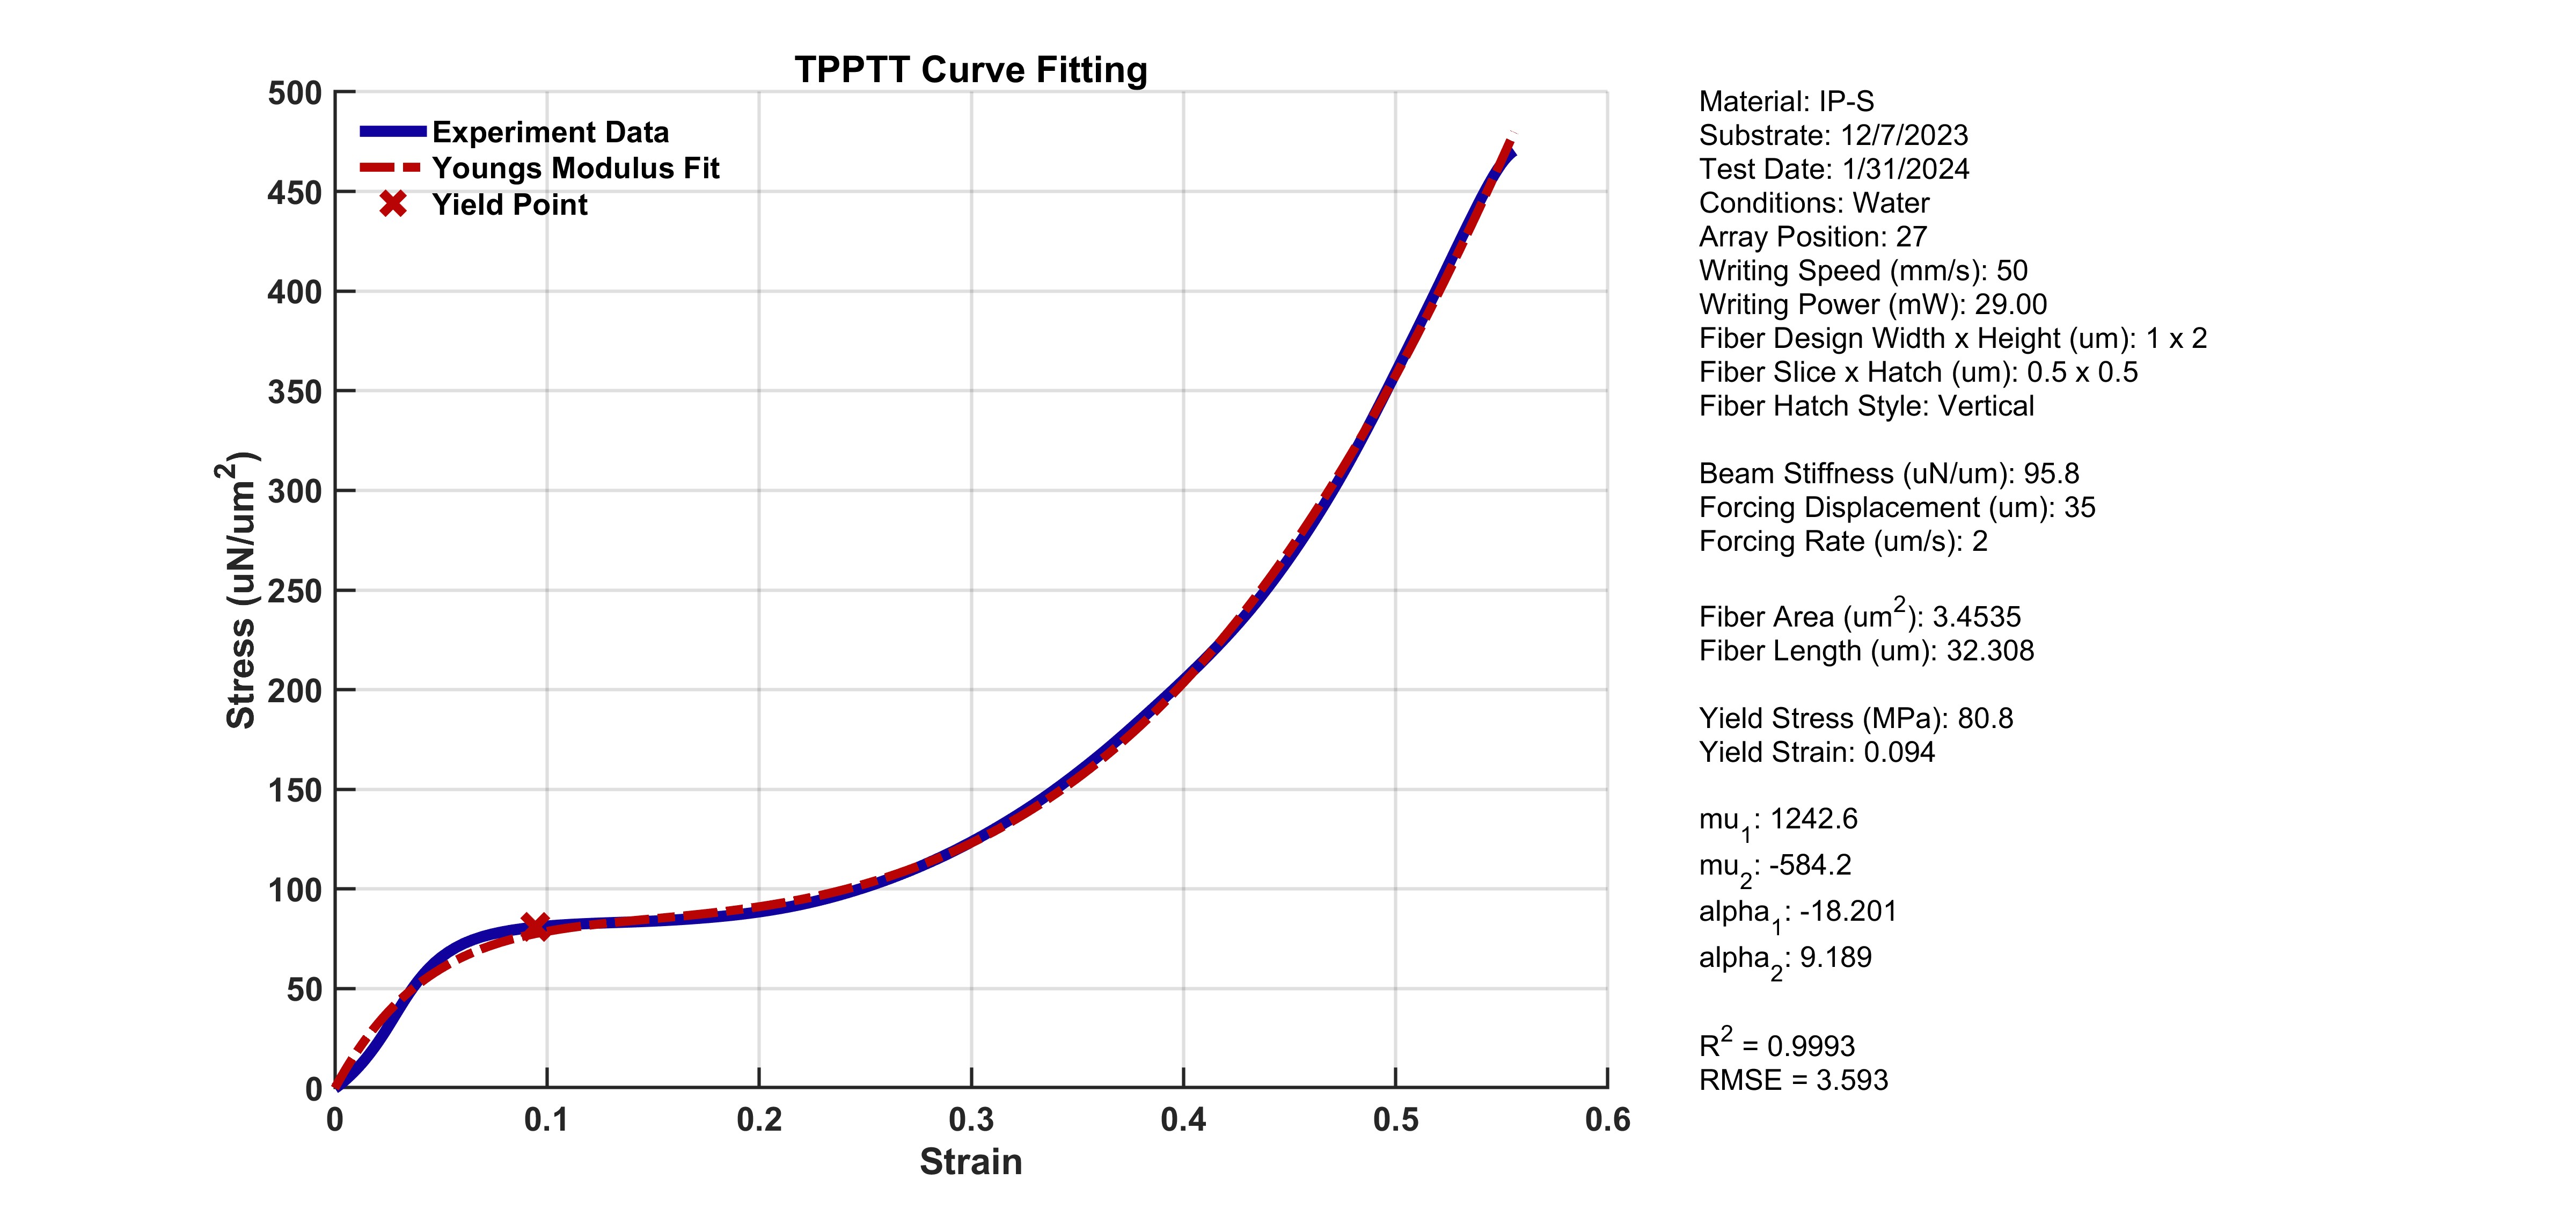 TPPTT Curve Fitting
500
450
400
350
300
250
200
150
100
50
0
Stress (uN/um²)
Experiment Data
Youngs Modulus Fit
Yield Point
0 0.1 0.2 0.3 0.4 0.5 0.6
Strain
Material: IP-S
Substrate: 12/7/2023
Test Date: 1/31/2024
Conditions: Water
Array Position: 27
Writing Speed (mm/s): 50
Writing Power (mW): 29.00
Fiber Design Width x Height (um): 1 x 2
Fiber Slice x Hatch (um): 0.5 x 0.5
Fiber Hatch Style: Vertical
Beam Stiffness (uN/um): 95.8
Forcing Displacement (um): 35
Forcing Rate (um/s): 2
Fiber Area (um²): 3.4535
Fiber Length (um): 32.308
Yield Stress (MPa): 80.8
Yield Strain: 0.094
mu₁: 1242.6
mu₂: -584.2
alpha₁: -18.201
alpha₂: 9.189
R² = 0.9993
RMSE = 3.593